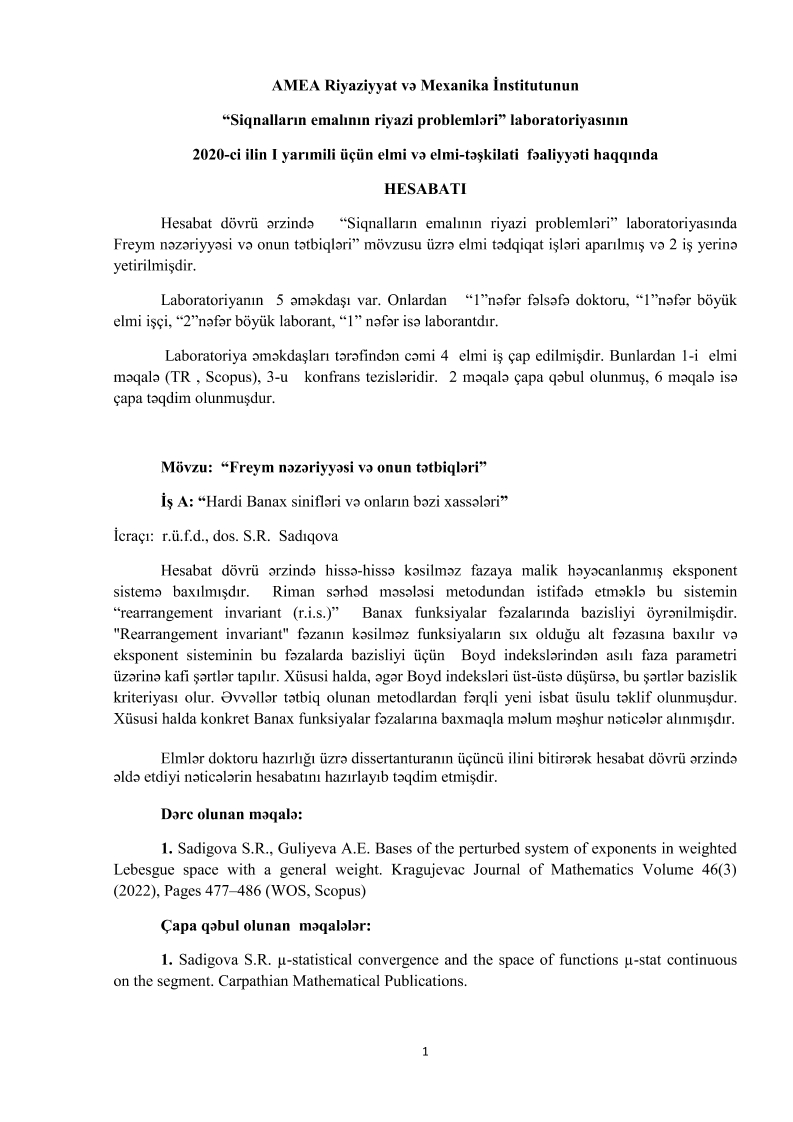 AMEA Riyaziyyat və Mexanika İnstitutunun
“Siqnalların emalının riyazi problemləri” laboratoriyasının
2020-ci ilin I yarımili üçün elmi və elmi-təşkilati fəaliyyəti haqqında
HESABATI
Hesabat dövrü ərzində “Siqnalların emalının riyazi problemləri” laboratoriyasında
Freym nəzəriyyəsi və onun tətbiqləri” mövzusu üzrə elmi tədqiqat işləri aparılmış və 2 iş yerinə
yetirilmişdir.
Laboratoriyanın 5 əməkdaşı var. Onlardan “1”nəfər fəlsəfə doktoru, “1”nəfər böyük
elmi işçi, “2”nəfər böyük laborant, “1” nəfər isə laborantdır.
Laboratoriya əməkdaşları tərəfindən cəmi 4 elmi iş çap edilmişdir. Bunlardan 1-i elmi
məqalə (TR , Scopus), 3-u konfrans tezisləridir. 2 məqalə çapa qəbul olunmuş, 6 məqalə isə
çapa təqdim olunmuşdur.
Mövzu: “Freym nəzəriyyəsi və onun tətbiqləri”
İş A: “Hardi Banax sinifləri və onların bəzi xassələri”
İcraçı: r.ü.f.d., dos. S.R. Sadıqova
Hesabat dövrü ərzində hissə-hissə kəsilməz fazaya malik həyəcanlanmış eksponent
sistemə baxılmışdır. Riman sərhəd məsələsi metodundan istifadə etməklə bu sistemin
“rearrangement invariant (r.i.s.)” Banax funksiyalar fəzalarında bazisliyi öyrənilmişdir.
"Rearrangement invariant" fəzanın kəsilməz funksiyaların sıx olduğu alt fəzasına baxılır və
eksponent sisteminin bu fəzalarda bazisliyi üçün Boyd indekslərindən asılı faza parametri
üzərinə kafi şərtlər tapılır. Xüsusi halda, əgər Boyd indeksləri üst-üstə düşürsə, bu şərtlər bazislik
kriteriyası olur. Əvvəllər tətbiq olunan metodlardan fərqli yeni isbat üsulu təklif olunmuşdur.
Xüsusi halda konkret Banax funksiyalar fəzalarına baxmaqla məlum məşhur nəticələr alınmışdır.
Elmlər doktoru hazırlığı üzrə dissertanturanın üçüncü ilini bitirərək hesabat dövrü ərzində
əldə etdiyi nəticələrin hesabatını hazırlayıb təqdim etmişdir.
Dərc olunan məqalə:
1. Sadigova S.R., Guliyeva A.E. Bases of the perturbed system of exponents in weighted
Lebesgue space with a general weight. Kragujevac Journal of Mathematics Volume 46(3)
(2022), Pages 477–486 (WOS, Scopus)
Çapa qəbul olunan məqalələr:
1. Sadigova S.R. µ-statistical convergence and the space of functions µ-stat continuous
on the segment. Carpathian Mathematical Publications.
1